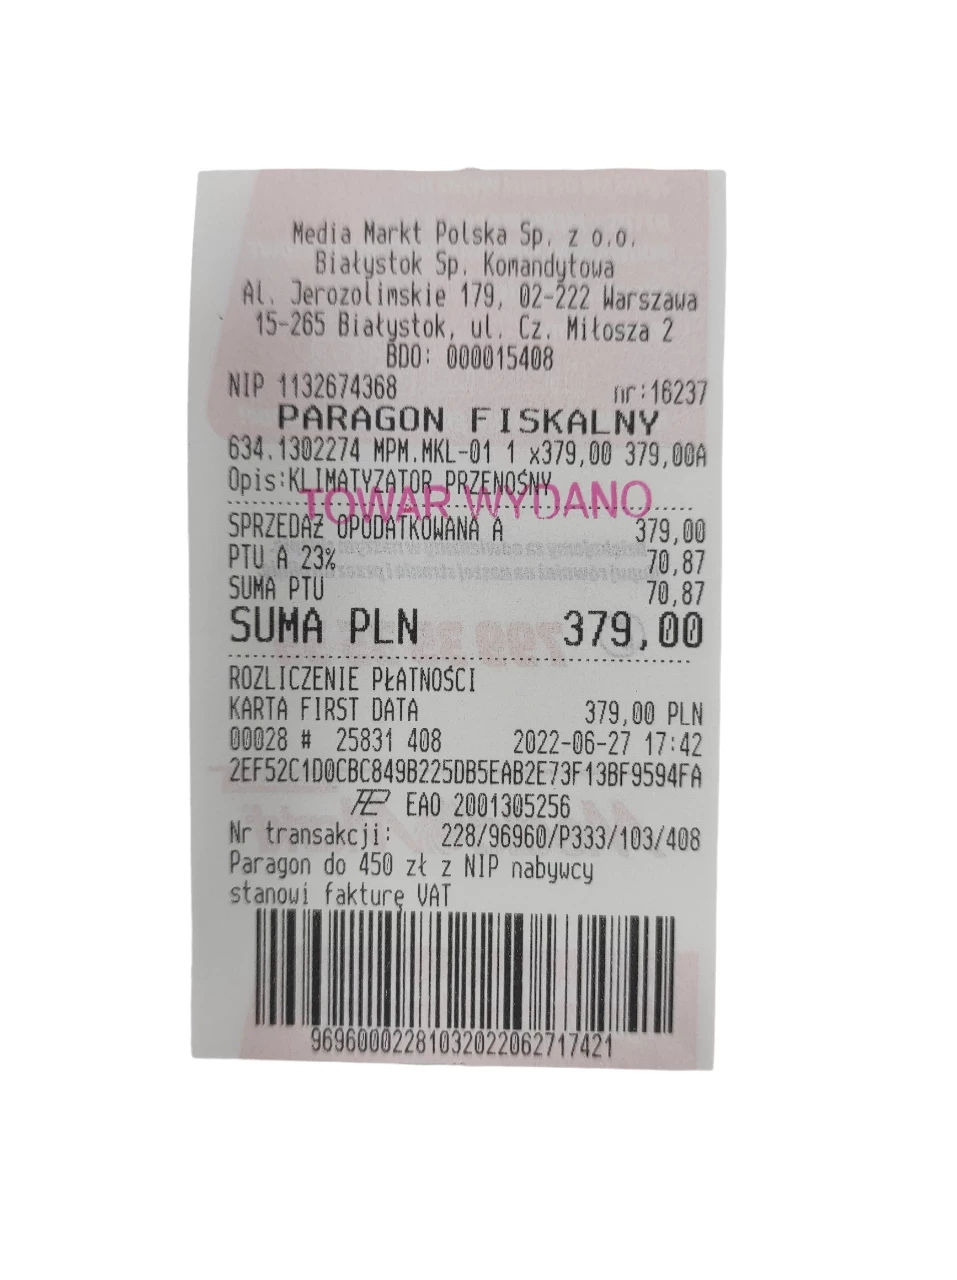 Media Markt Polska Sp. z o.o.
Białystok Sp. Komandytowa
Al. Jerozolimskie 179, 02-222 Warszawa
15-265 Białystok, ul. Cz. Miłosza 2
BDO: 000015408
NIP 1132674368 nr:16237
PARAGON FISKALNY
634.1302274 MPM.MKL-01 1 x379,00 379,00A
Opis:KLIMATYZATOR PRZENOŚNY
TOWAR WYDANO
SPRZEDAŻ OPODATKOWANA A 379,00
PTU A 23% 70,87
SUMA PTU 70,87
SUMA PLN 379,00
ROZLICZENIE PŁATNOŚCI
KARTA FIRST DATA 379,00 PLN
00028 # 25831 408 2022-06-27 17:42
2EF52C1D0CBC849B225DB5EAB2E73F13BF9594FA
EAO 2001305256
Nr transakcji: 228/96960/P333/103/408
Paragon do 450 zł z NIP nabywcy
stanowi fakturę VAT
9696000228103202206271742​1